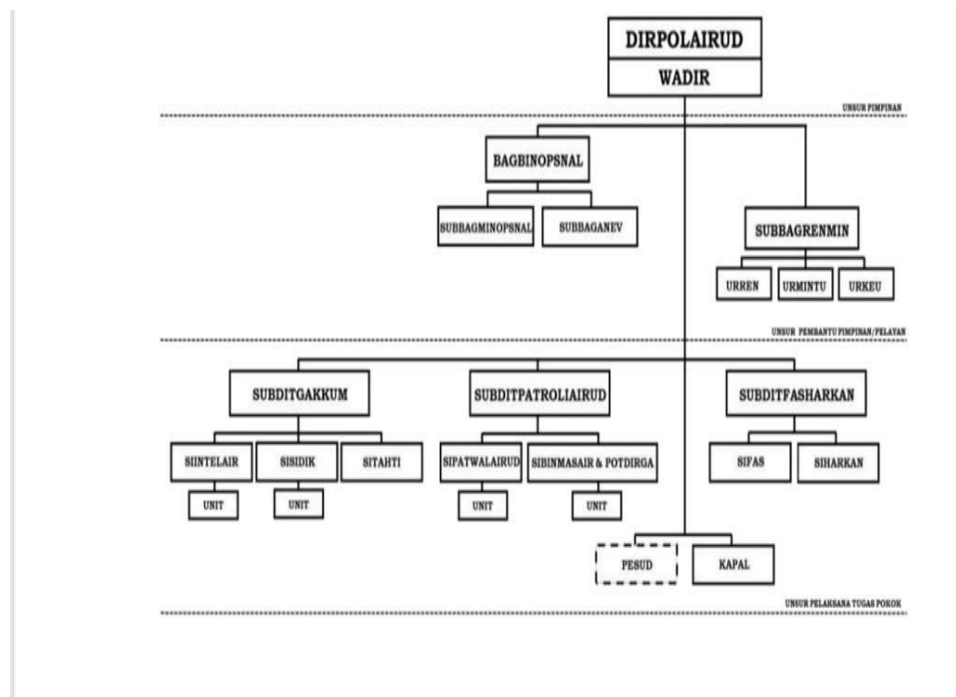 DIRPOLAIRUD
WADIR
UNSUR PIMPINAN
BAGBINOPSNAL
SUBBAGMINOPSNAL
SUBBAGANEV
SUBBAGRENMIN
URREN
URMINTU
URKEU
UNSUR PEMBANTU PIMPINAN/PELAYAN
SUBDITGAKKUM
SUBDITPATROLIAIRUD
SUBDITFASHARKAN
SIINTELAIR
SISIDIK
SITAHTI
SIPATWALAIRUD
SIBINMASAIR & POTDIRGA
SIFAS
SIHARKAN
UNIT
UNIT
UNIT
UNIT
PESUD
KAPAL
UNSUR PELAKSANA TUGAS POKOK